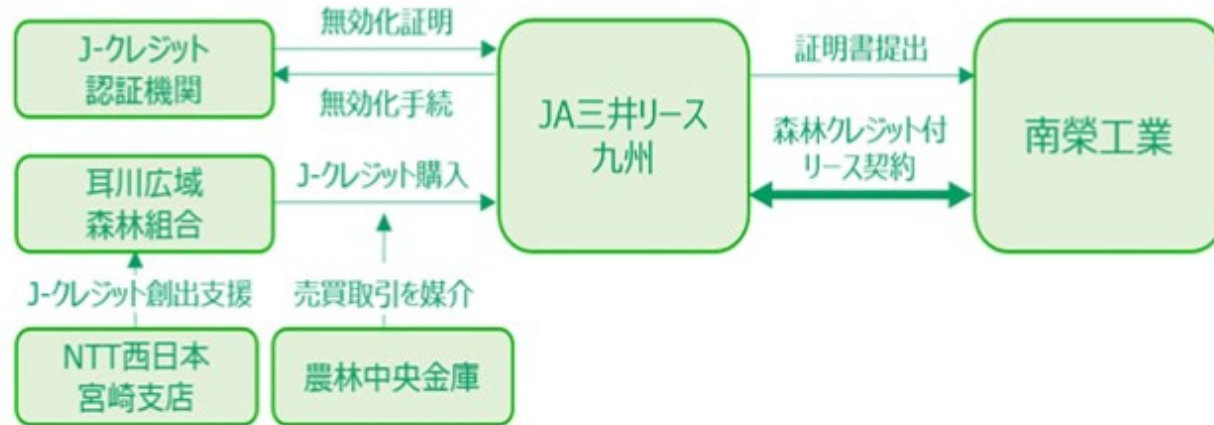 J-クレジット
認証機関
無効化証明
無効化手続
JA三井リース
九州
証明書提出
森林クレジット付
リース契約
南榮工業
耳川広域
森林組合
J-クレジット購入
J-クレジット創出支援
売買取引を媒介
NTT西日本
宮崎支店
農林中央金庫